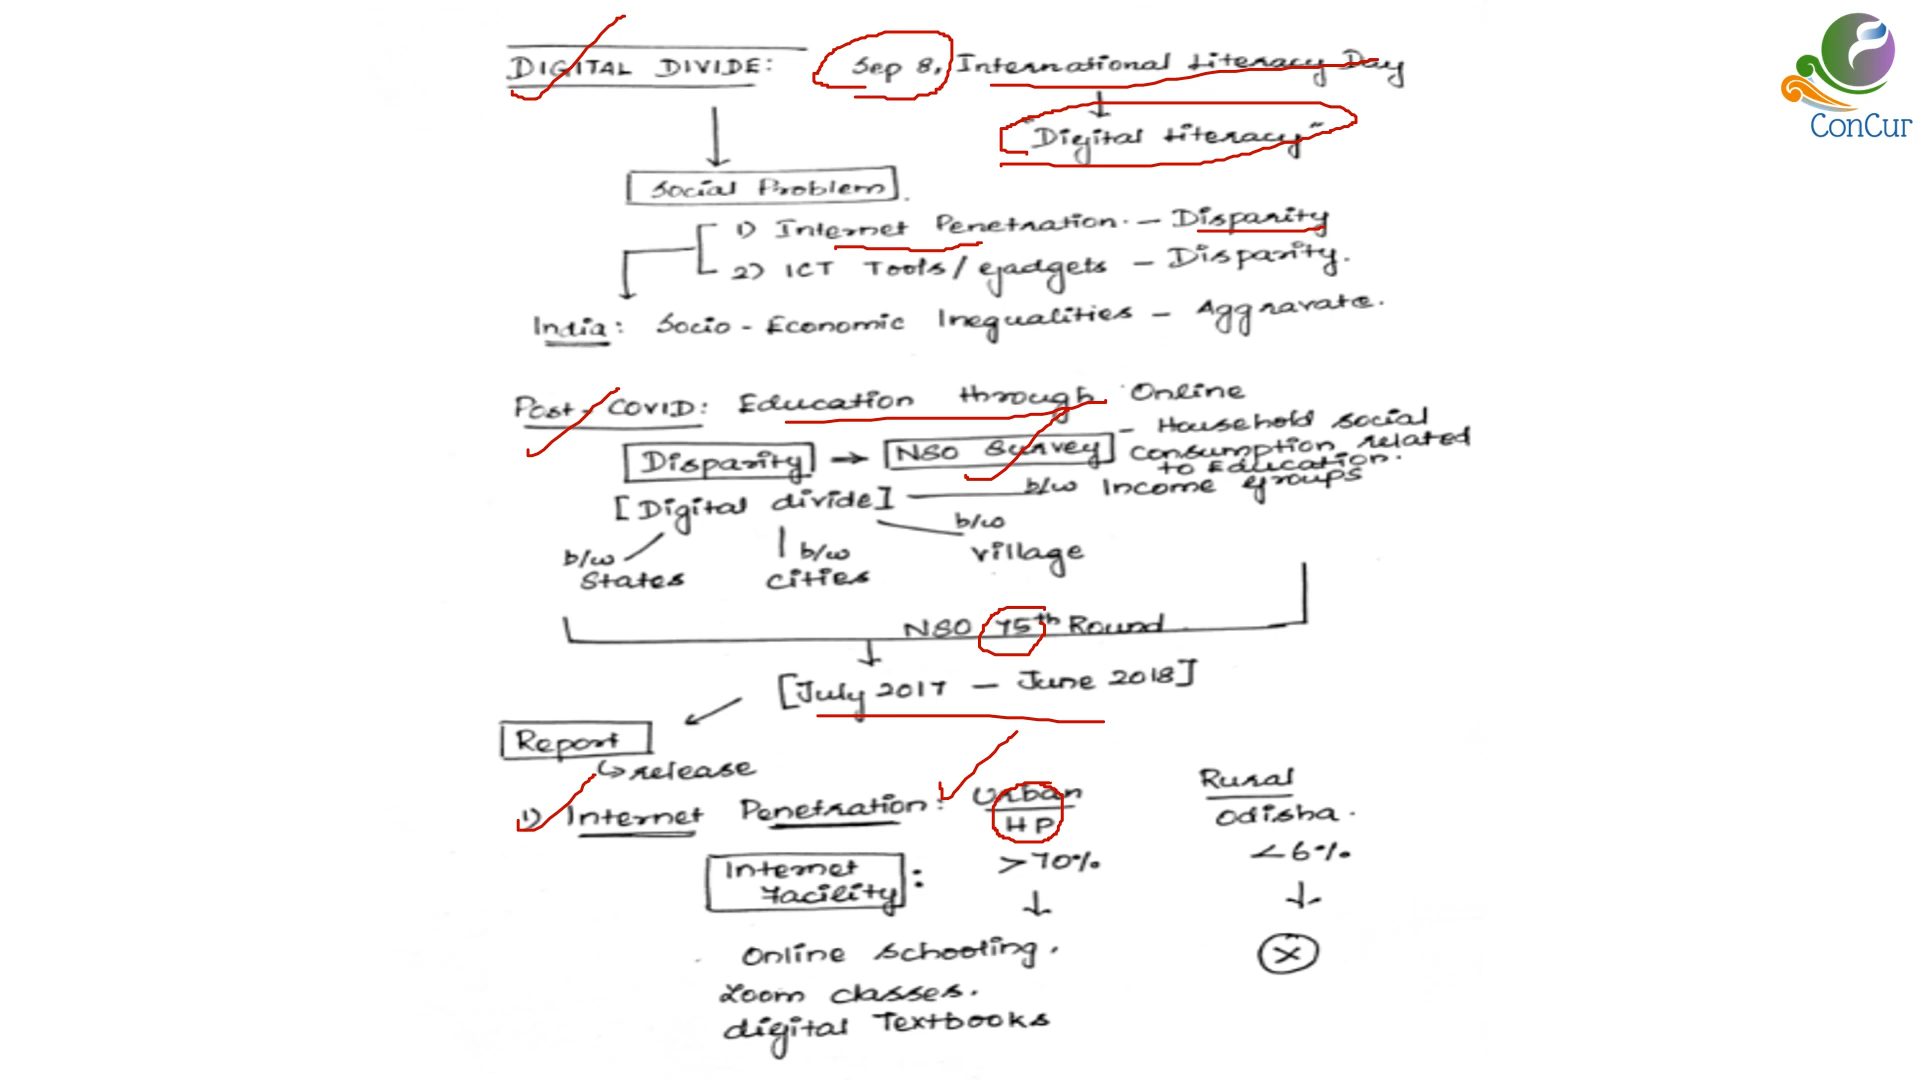 DIGITAL DIVIDE: Sep 8, International Literacy Day
"Digital Literacy"
Social Problem
1) Internet Penetration. - Disparity
2) ICT Tools/gadgets - Disparity.
India: Socio-Economic Inequalities - Aggravate.
Post-COVID: Education through Online
Disparity → NSO Survey - Household social
consumption related
to Education.
[Digital divide] b/w Income groups
b/w States
b/w cities
b/w village
NSO 75th Round
[July 2017 - June 2018]
Report
↳ release
1) Internet Penetration: Urban Rural
HP Odisha.
Internet Facility: >70% <6%
Online schooling.
Zoom classes.
digital Textbooks
ConCur